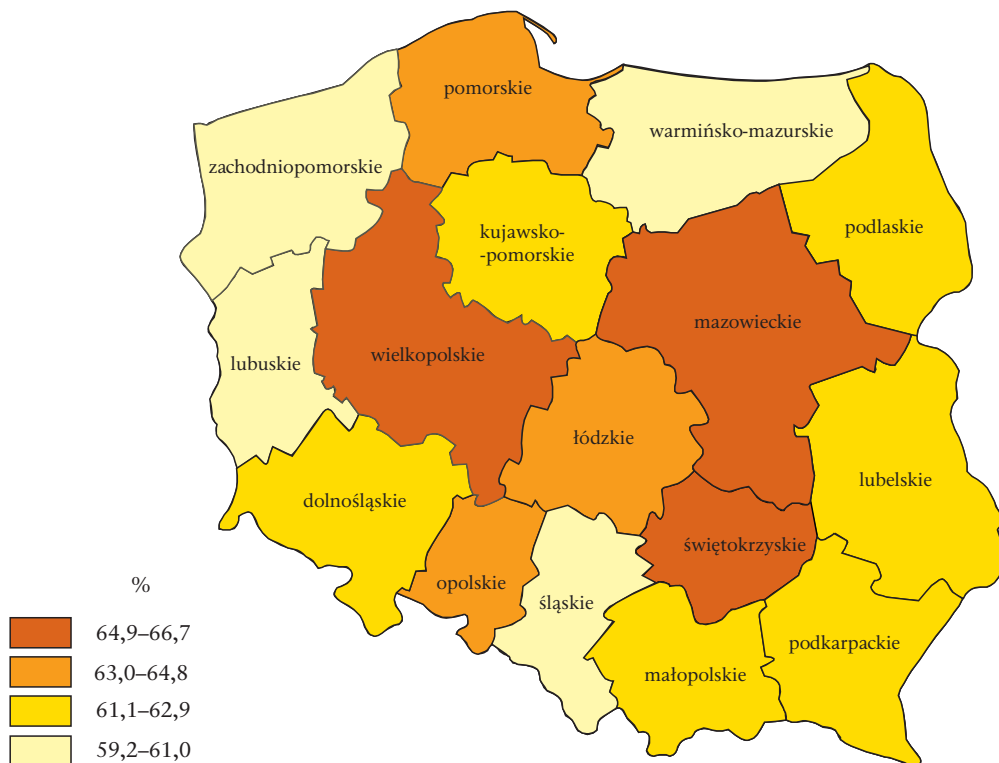 pomorskie
warmińsko-mazurskie
zachodniopomorskie
podlaskie
kujawsko-
-pomorskie
mazowieckie
wielkopolskie
lubuskie
łódzkie
lubelskie
dolnośląskie
świętokrzyskie
opolskie
śląskie
podkarpackie
małopolskie
%
64,9–66,7
63,0–64,8
61,1–62,9
59,2–61,0